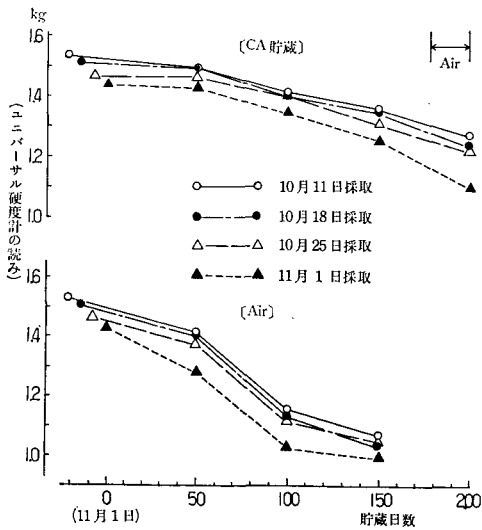 kg
1.6
1.4
1.2
1.0
〔CA貯蔵〕
Air
10月11日採取
10月18日採取
10月25日採取
11月1日採取
(ユニバーサル硬度計の読み)
〔Air〕
1.6
1.4
1.2
1.0
0 50 100 150 200
(11月1日) 貯蔵日数